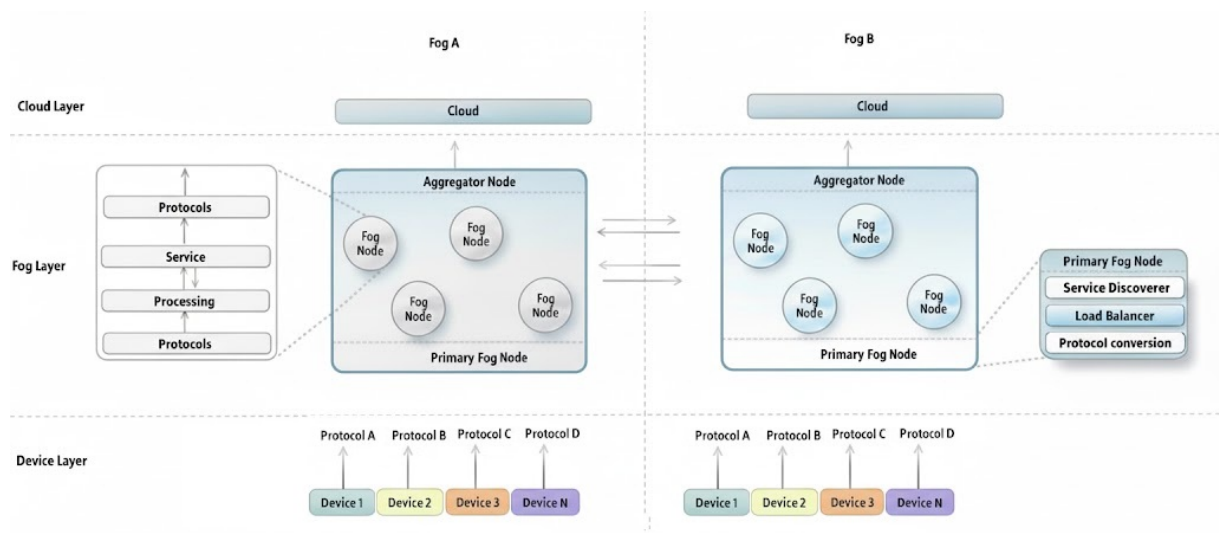 Fog A
Fog B
Cloud Layer
Cloud
Cloud
Fog Layer
Protocols
Service
Processing
Protocols
Aggregator Node
Fog
Node
Fog
Node
Fog
Node
Fog
Node
Primary Fog Node
Aggregator Node
Fog
Node
Fog
Node
Fog
Node
Fog
Node
Primary Fog Node
Primary Fog Node
Service Discoverer
Load Balancer
Protocol conversion
Device Layer
Protocol A
Protocol B
Protocol C
Protocol D
Device 1
Device 2
Device 3
Device N
Protocol A
Protocol B
Protocol C
Protocol D
Device 1
Device 2
Device 3
Device N